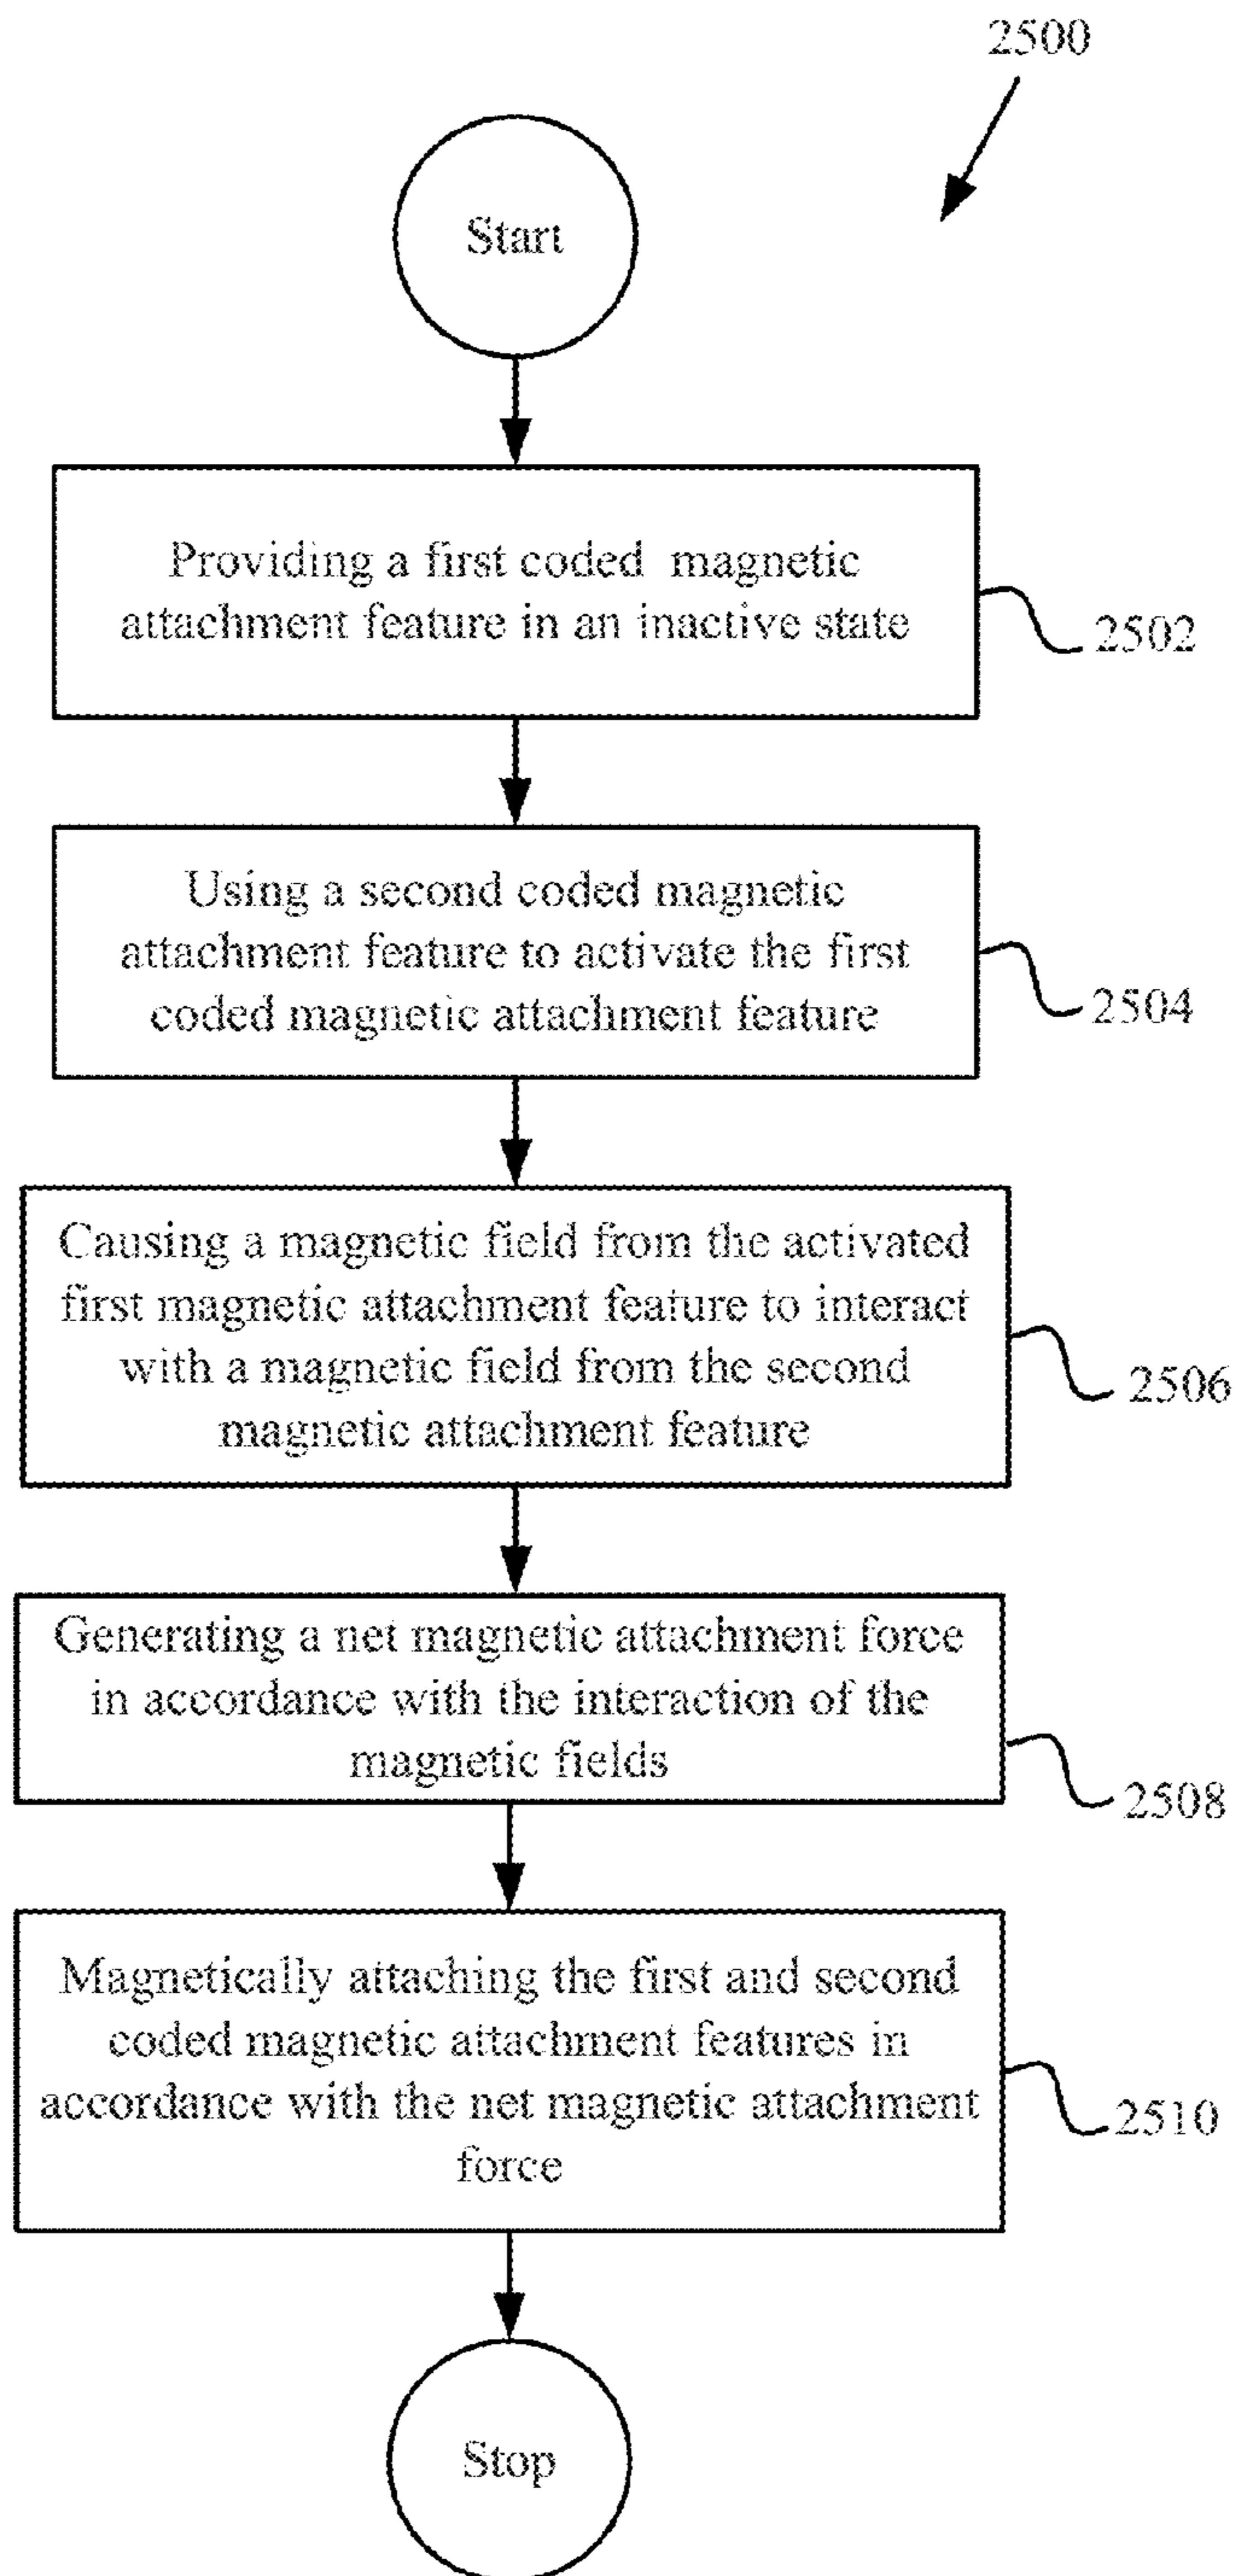 2500
Start
Providing a first coded magnetic
attachment feature in an inactive state
2502
Using a second coded magnetic
attachment feature to activate the first
coded magnetic attachment feature
2504
Causing a magnetic field from the activated
first magnetic attachment feature to interact
with a magnetic field from the second
magnetic attachment feature
2506
Generating a net magnetic attachment force
in accordance with the interaction of the
magnetic fields
2508
Magnetically attaching the first and second
coded magnetic attachment features in
accordance with the net magnetic attachment
force
2510
Stop